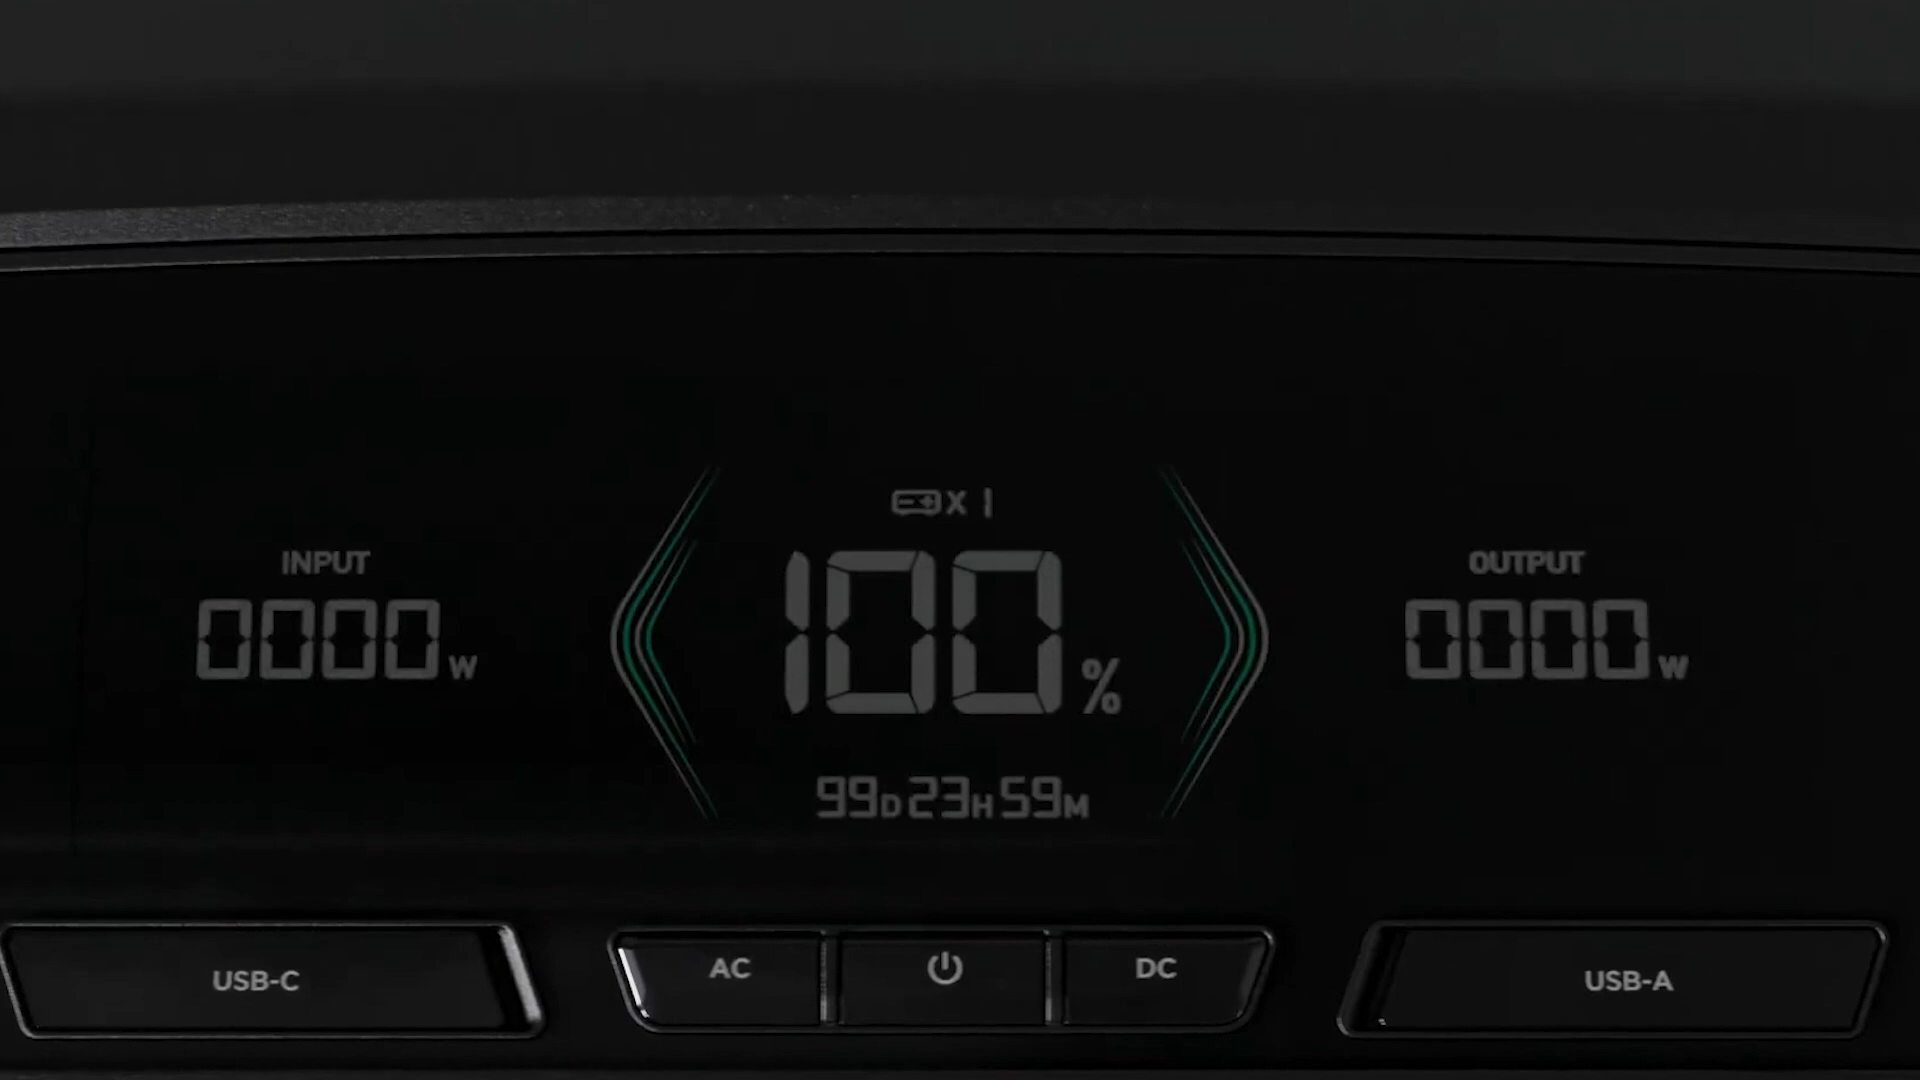 X 1
INPUT
0000W
100%
OUTPUT
0000W
99D23H59M
USB-C
AC
DC
USB-A